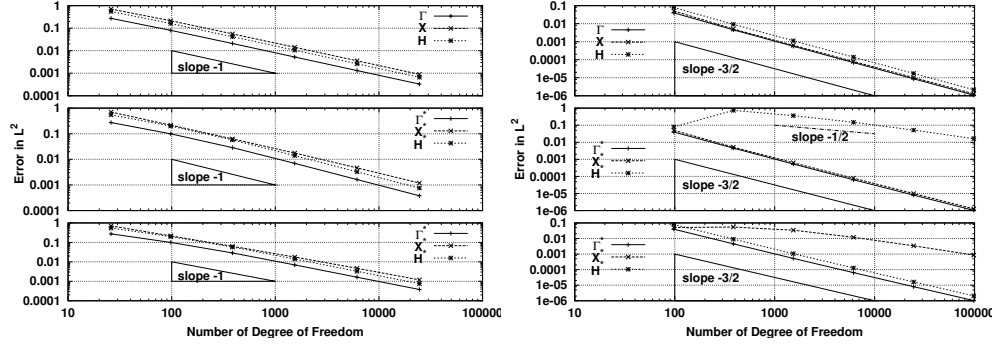 1
0.1
0.01
0.001
0.0001
Γ
X
H
slope -1
1
0.1
0.01
0.001
0.0001
Error in L²
Γ*
X*
H*
slope -1
1
0.1
0.01
0.001
0.0001
Γ*
X*
H*
slope -1
10 100 1000 10000
Number of Degree of Freedom
0.1
0.01
0.001
0.0001
1e-05
1e-06
Γ
X
H
slope -3/2
1
0.1
0.01
0.001
0.0001
1e-05
1e-06
Error in L²
slope -1/2
Γ*
X*
H*
slope -3/2
0.1
0.01
0.001
0.0001
1e-05
1e-06
Γ*
X*
H*
slope -3/2
10 100 1000 10000 100000
Number of Degree of Freedom